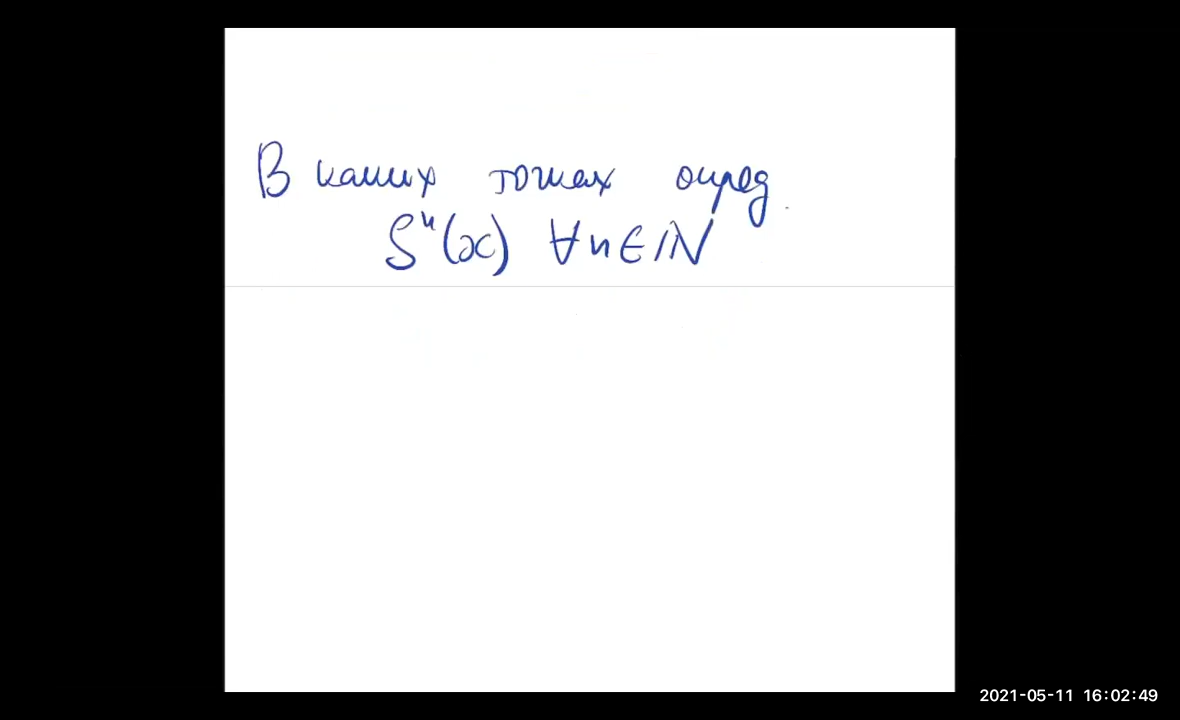 В каких точках опред.
S^n(x) ∀n∈ℕ
2021-05-11 16:02:49